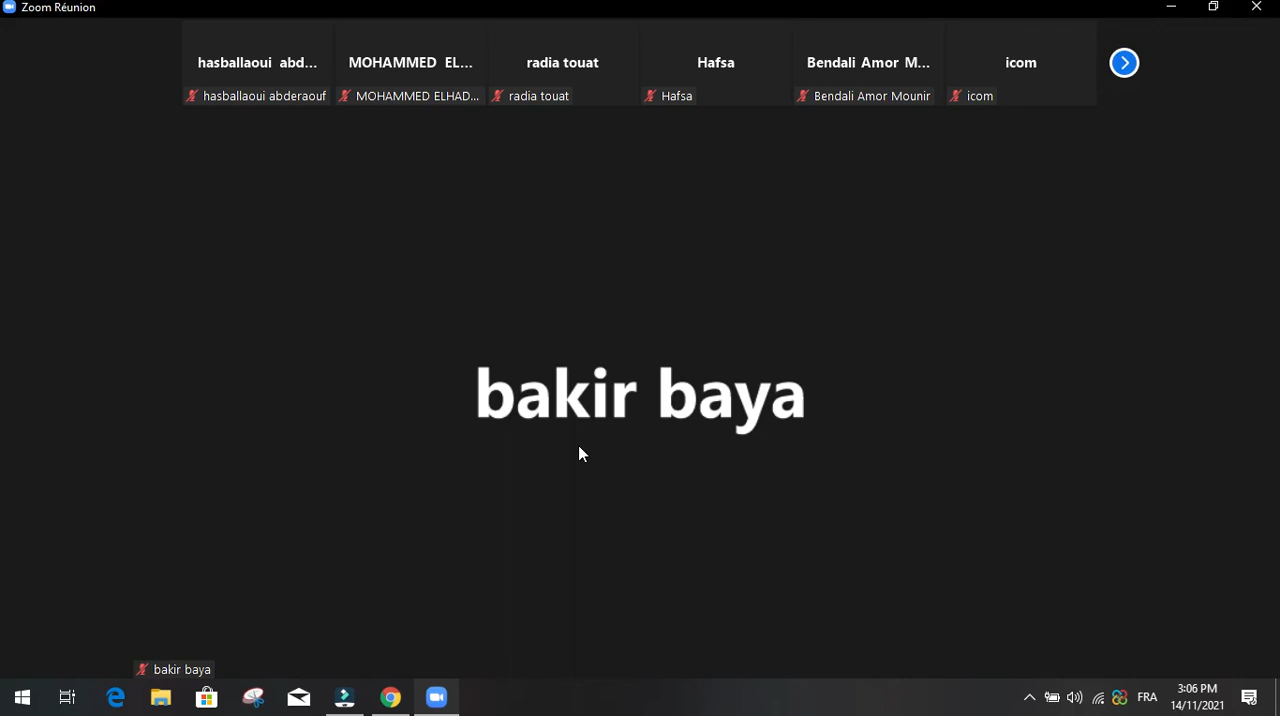 Zoom Réunion
hasballaoui abd...
MOHAMMED EL...
radia touat
Hafsa
Bendali Amor M...
icom
hasballaoui abderaouf
MOHAMMED ELHAD...
radia touat
Hafsa
Bendali Amor Mounir
icom
bakir baya
bakir baya
FRA
3:06 PM
14/11/2021